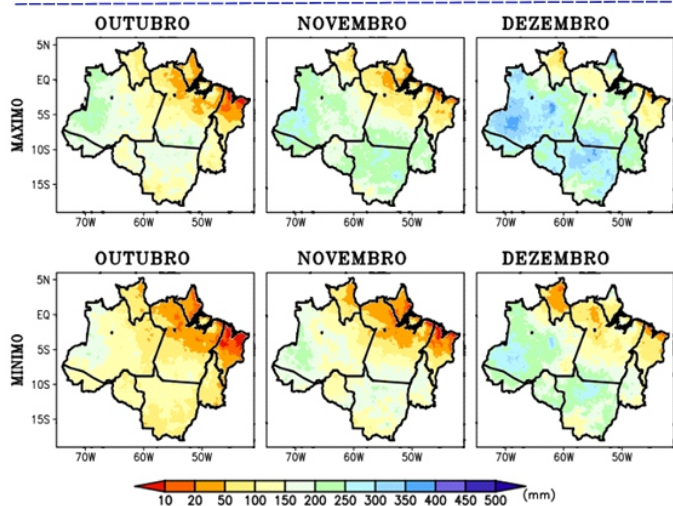 OUTUBRO NOVEMBRO DEZEMBRO
MAXIMO
5N
EQ
5S
10S
15S
70W 60W 50W 70W 60W 50W 70W 60W 50W
OUTUBRO NOVEMBRO DEZEMBRO
MINIMO
5N
EQ
5S
10S
15S
70W 60W 50W 70W 60W 50W 70W 60W 50W
10 20 50 100 150 200 250 300 350 400 450 500 (mm)